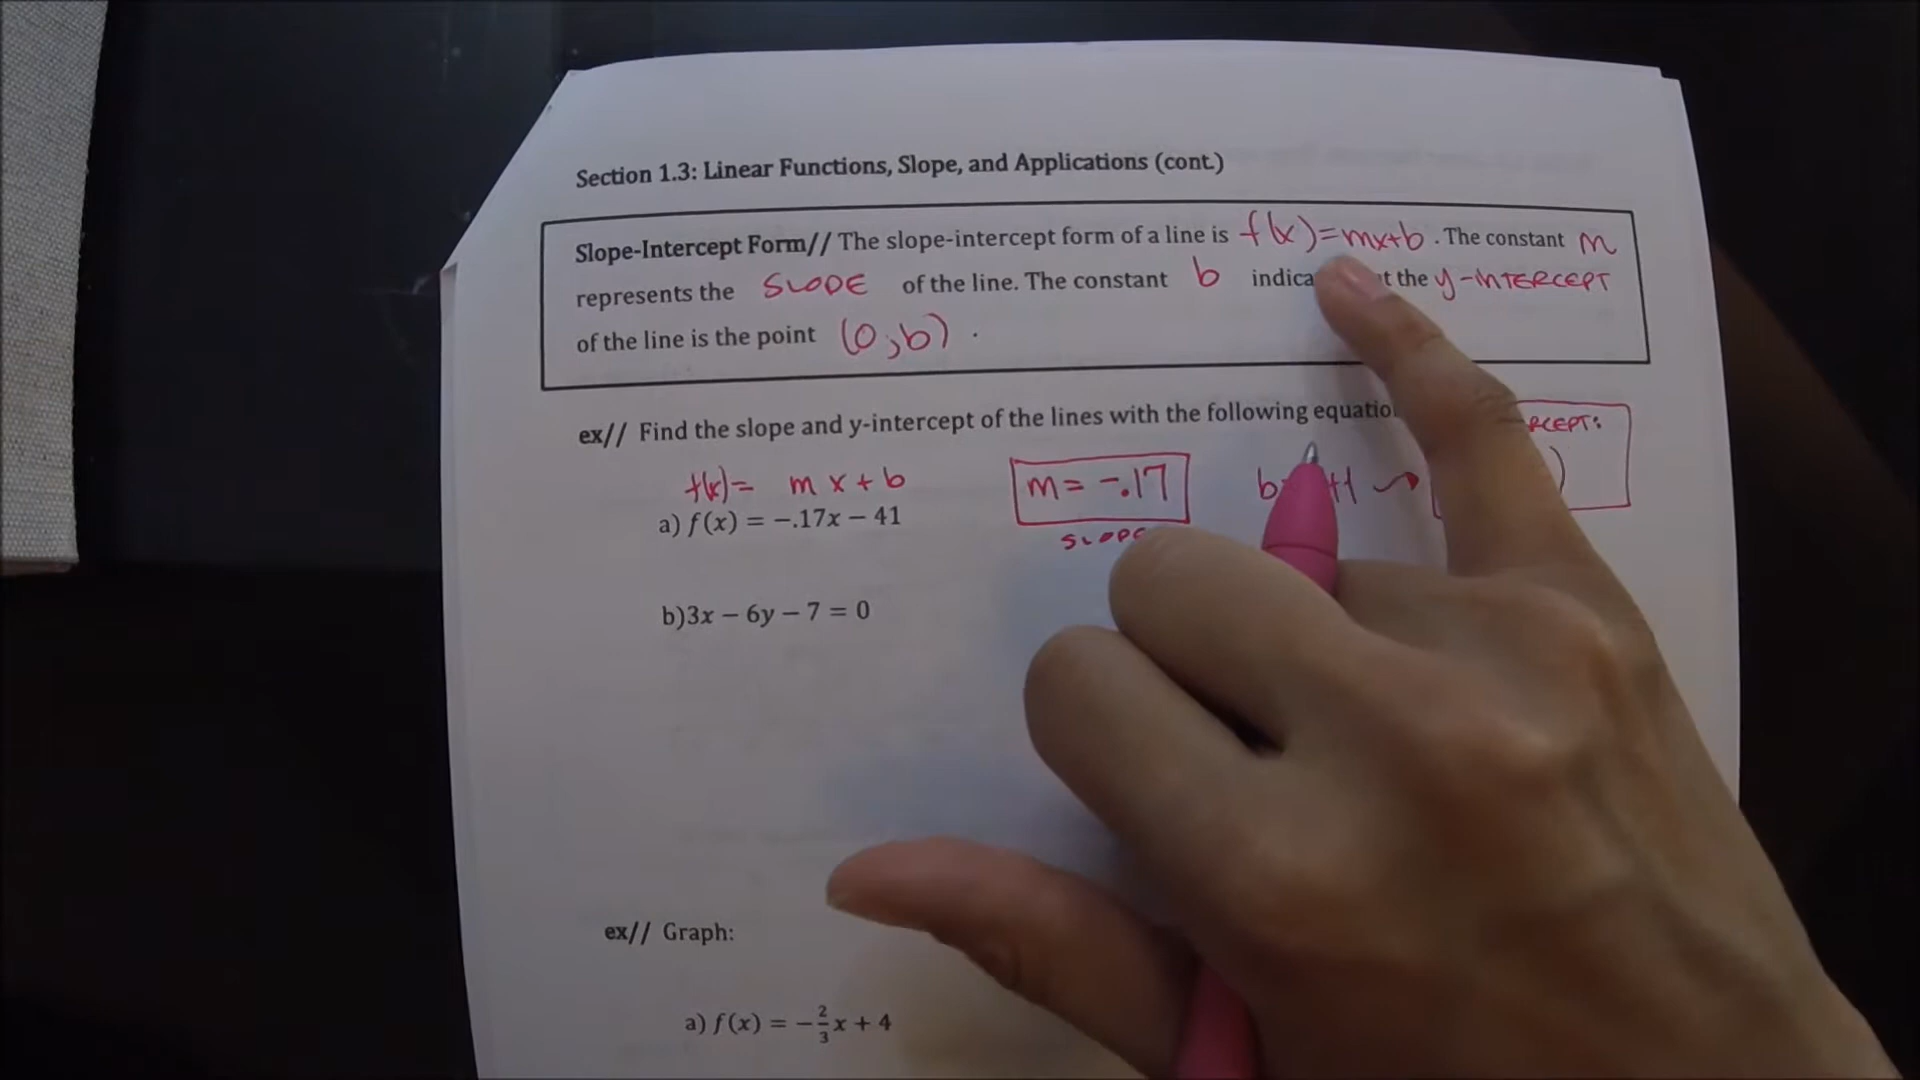 Section 1.3: Linear Functions, Slope, and Applications (cont.)
Slope-Intercept Form// The slope-intercept form of a line is f(x)=mx+b. The constant m
represents the SLOPE of the line. The constant b indica t the y-INTERCEPT
of the line is the point (0,b).
ex// Find the slope and y-intercept of the lines with the following equatio
RCEPT:
f(x)= mx+b
m= -.17
b
a) f(x) = −.17x − 41
SLOPE
b)3x − 6y − 7 = 0
ex// Graph:
a) f(x) = −2/3x + 4